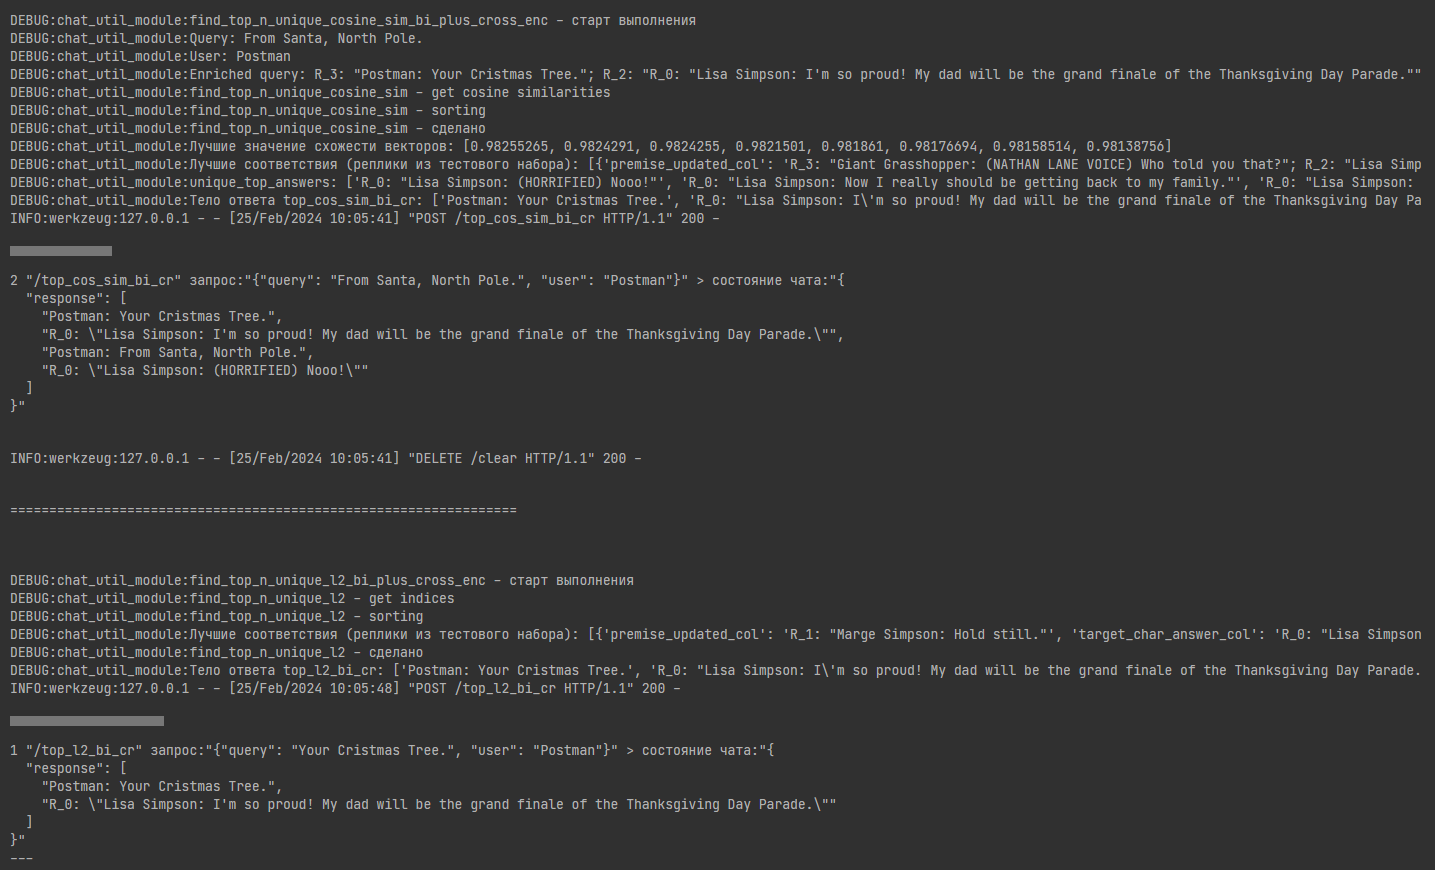 DEBUG:chat_util_module:find_top_n_unique_cosine_sim_bi_plus_cross_enc – старт выполнения
DEBUG:chat_util_module:Query: From Santa, North Pole.
DEBUG:chat_util_module:User: Postman
DEBUG:chat_util_module:Enriched query: R_3: "Postman: Your Cristmas Tree."; R_2: "R_0: "Lisa Simpson: I'm so proud! My dad will be the grand finale of the Thanksgiving Day Parade.""
DEBUG:chat_util_module:find_top_n_unique_cosine_sim – get cosine similarities
DEBUG:chat_util_module:find_top_n_unique_cosine_sim – sorting
DEBUG:chat_util_module:find_top_n_unique_cosine_sim – сделано
DEBUG:chat_util_module:Лучшие значение схожести векторов: [0.98255265, 0.9824291, 0.9824255, 0.9821501, 0.981861, 0.98176694, 0.98158514, 0.98138756]
DEBUG:chat_util_module:Лучшие соответствия (реплики из тестового набора): [{'premise_updated_col': 'R_3: "Giant Grasshopper: (NATHAN LANE VOICE) Who told you that?"; R_2: "Lisa Simp
DEBUG:chat_util_module:unique_top_answers: ['R_0: "Lisa Simpson: (HORRIFIED) Nooo!"', 'R_0: "Lisa Simpson: Now I really should be getting back to my family."', 'R_0: "Lisa Simpson:
DEBUG:chat_util_module:Тело ответа top_cos_sim_bi_cr: ['Postman: Your Cristmas Tree.', 'R_0: "Lisa Simpson: I\'m so proud! My dad will be the grand finale of the Thanksgiving Day Pa
INFO:werkzeug:127.0.0.1 - - [25/Feb/2024 10:05:41] "POST /top_cos_sim_bi_cr HTTP/1.1" 200 -
2 "/top_cos_sim_bi_cr" запрос:"{"query": "From Santa, North Pole.", "user": "Postman"}" > состояние чата:"{
"response": [
"Postman: Your Cristmas Tree.",
"R_0: \"Lisa Simpson: I'm so proud! My dad will be the grand finale of the Thanksgiving Day Parade.\"",
"Postman: From Santa, North Pole.",
"R_0: \"Lisa Simpson: (HORRIFIED) Nooo!\""
]
}"
INFO:werkzeug:127.0.0.1 - - [25/Feb/2024 10:05:41] "DELETE /clear HTTP/1.1" 200 -
=================================================================
DEBUG:chat_util_module:find_top_n_unique_l2_bi_plus_cross_enc – старт выполнения
DEBUG:chat_util_module:find_top_n_unique_l2 – get indices
DEBUG:chat_util_module:find_top_n_unique_l2 – sorting
DEBUG:chat_util_module:Лучшие соответствия (реплики из тестового набора): [{'premise_updated_col': 'R_1: "Marge Simpson: Hold still."', 'target_char_answer_col': 'R_0: "Lisa Simpson
DEBUG:chat_util_module:find_top_n_unique_l2 – сделано
DEBUG:chat_util_module:Тело ответа top_l2_bi_cr: ['Postman: Your Cristmas Tree.', 'R_0: "Lisa Simpson: I\'m so proud! My dad will be the grand finale of the Thanksgiving Day Parade.
INFO:werkzeug:127.0.0.1 - - [25/Feb/2024 10:05:48] "POST /top_l2_bi_cr HTTP/1.1" 200 -
1 "/top_l2_bi_cr" запрос:"{"query": "Your Cristmas Tree.", "user": "Postman"}" > состояние чата:"{
"response": [
"Postman: Your Cristmas Tree.",
"R_0: \"Lisa Simpson: I'm so proud! My dad will be the grand finale of the Thanksgiving Day Parade.\""
]
}"
---